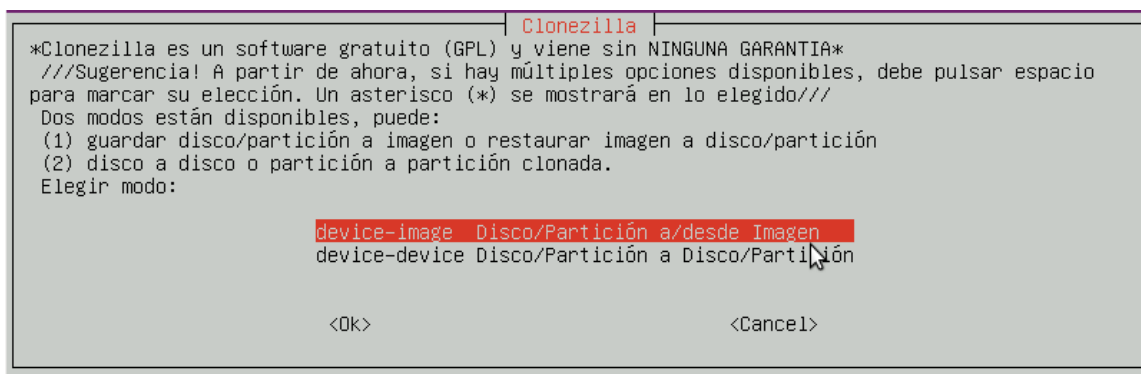 Clonezilla
*Clonezilla es un software gratuito (GPL) y viene sin NINGUNA GARANTIA*
///Sugerencia! A partir de ahora, si hay múltiples opciones disponibles, debe pulsar espacio
para marcar su elección. Un asterisco (*) se mostrará en lo elegido///
Dos modos están disponibles, puede:
(1) guardar disco/partición a imagen o restaurar imagen a disco/partición
(2) disco a disco o partición a partición clonada.
Elegir modo:
device-image Disco/Partición a/desde Imagen
device-device Disco/Partición a Disco/Partición
<Ok> <Cancel>